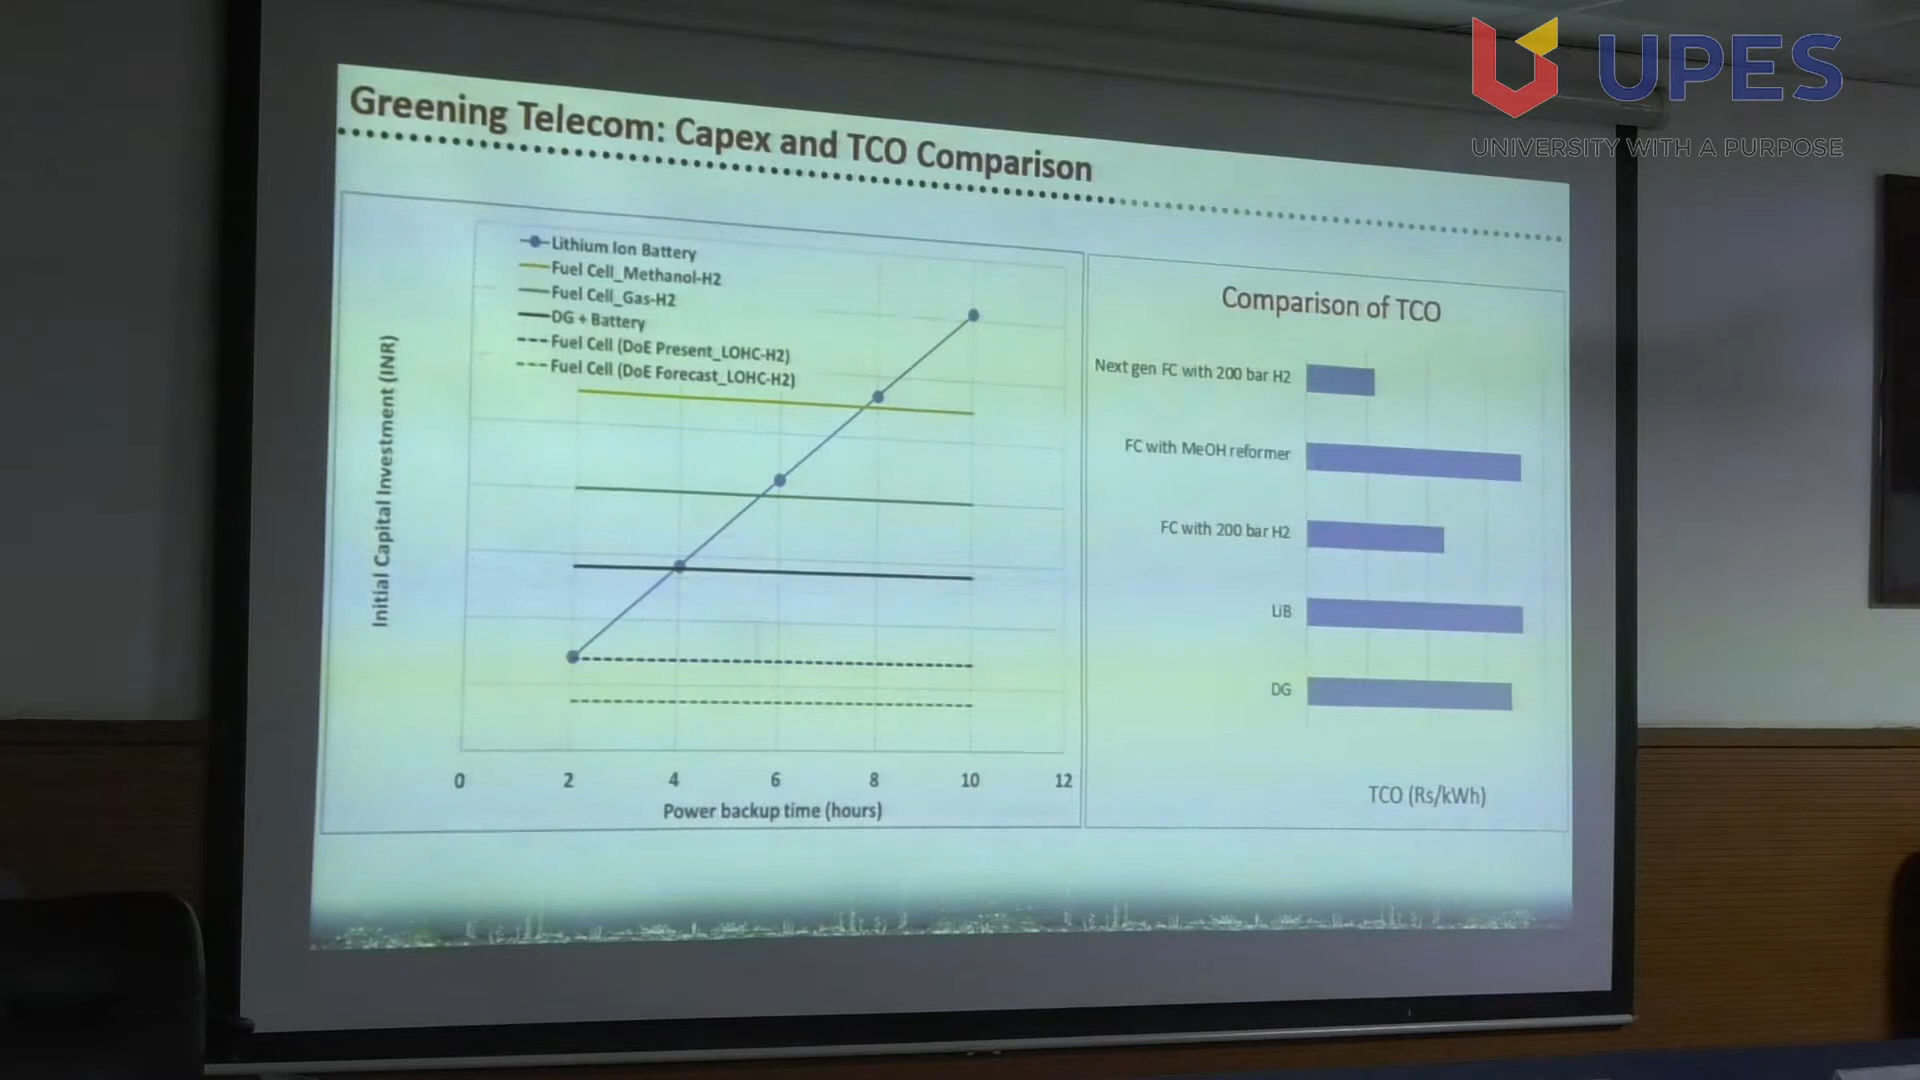 UPES
UNIVERSITY WITH A PURPOSE
Greening Telecom: Capex and TCO Comparison
Lithium Ion Battery
Fuel Cell_Methanol-H2
Fuel Cell_Gas-H2
DG + Battery
Fuel Cell (DoE Present_LOHC-H2)
Fuel Cell (DoE Forecast_LOHC-H2)
Initial Capital Investment (INR)
0 2 4 6 8 10 12
Power backup time (hours)
Comparison of TCO
Next gen FC with 200 bar H2
FC with MeOH reformer
FC with 200 bar H2
LiB
DG
TCO (Rs/kWh)